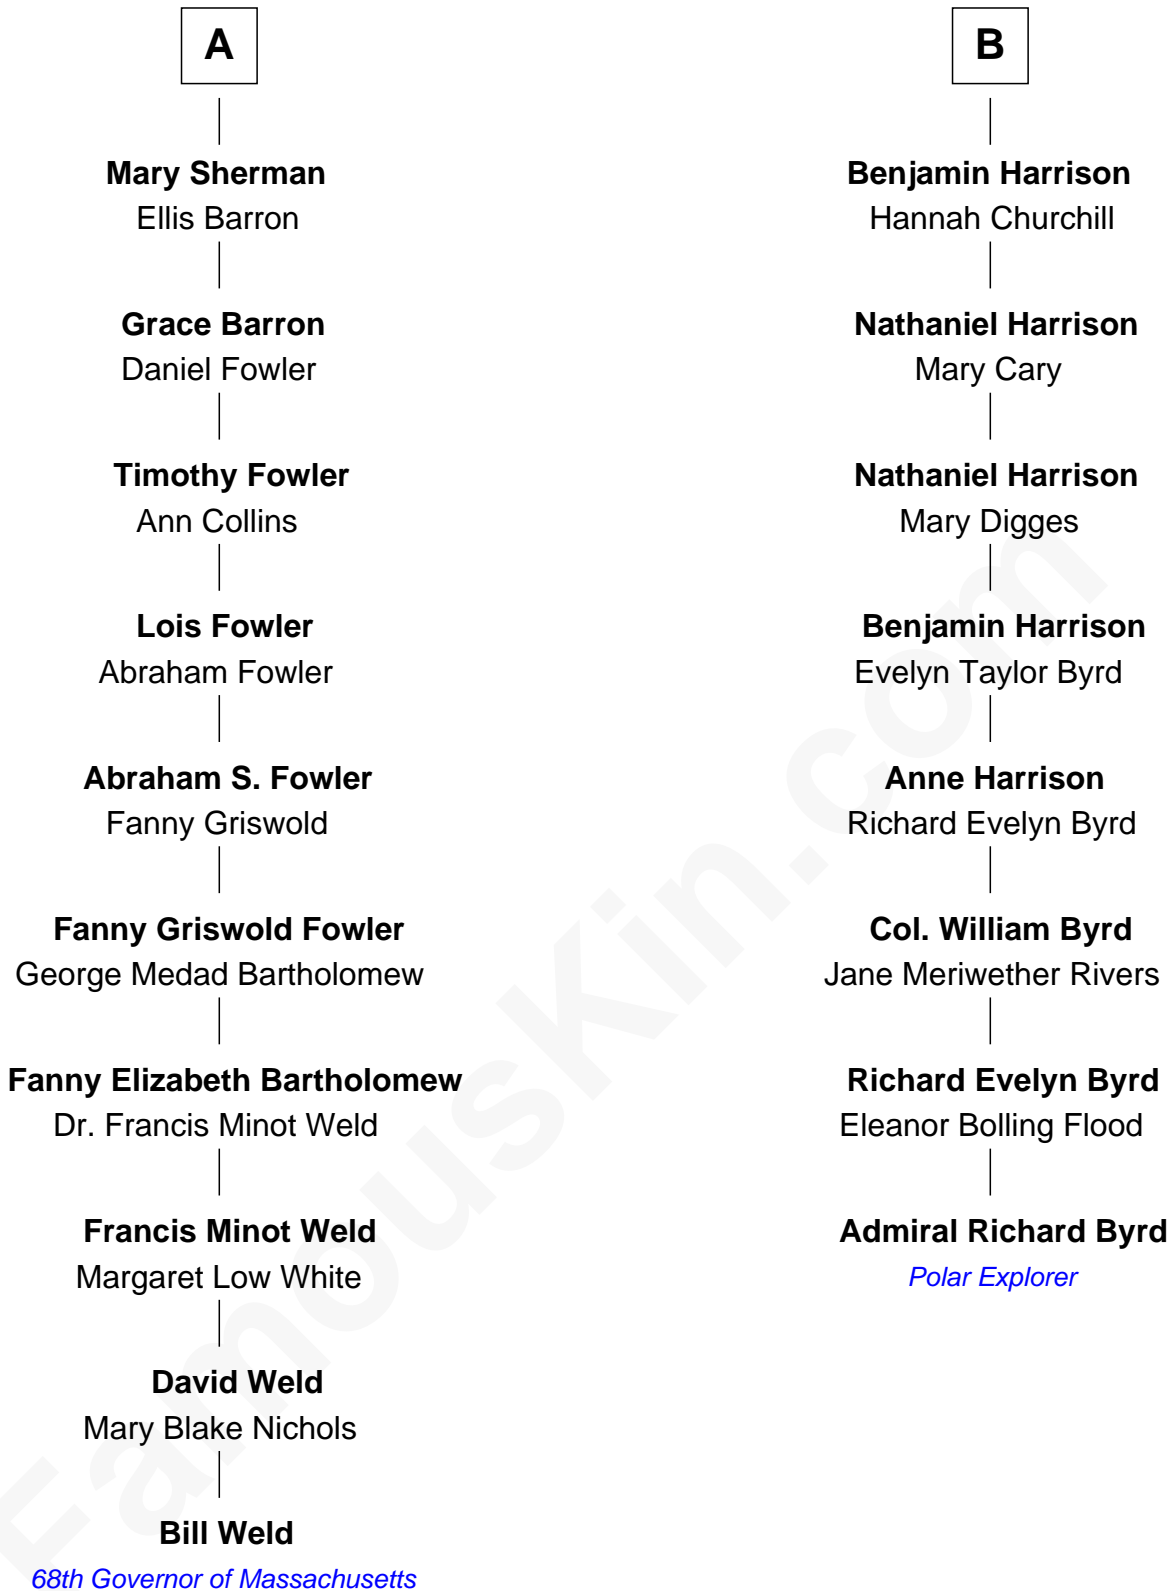 A
Mary Sherman
Ellis Barron
Grace Barron
Daniel Fowler
Timothy Fowler
Ann Collins
Lois Fowler
Abraham Fowler
Abraham S. Fowler
Fanny Griswold
Fanny Griswold Fowler
George Medad Bartholomew
Fanny Elizabeth Bartholomew
Dr. Francis Minot Weld
Francis Minot Weld
Margaret Low White
David Weld
Mary Blake Nichols
Bill Weld
68th Governor of Massachusetts
B
Benjamin Harrison
Hannah Churchill
Nathaniel Harrison
Mary Cary
Nathaniel Harrison
Mary Digges
Benjamin Harrison
Evelyn Taylor Byrd
Anne Harrison
Richard Evelyn Byrd
Col. William Byrd
Jane Meriwether Rivers
Richard Evelyn Byrd
Eleanor Bolling Flood
Admiral Richard Byrd
Polar Explorer
FamousKin.com